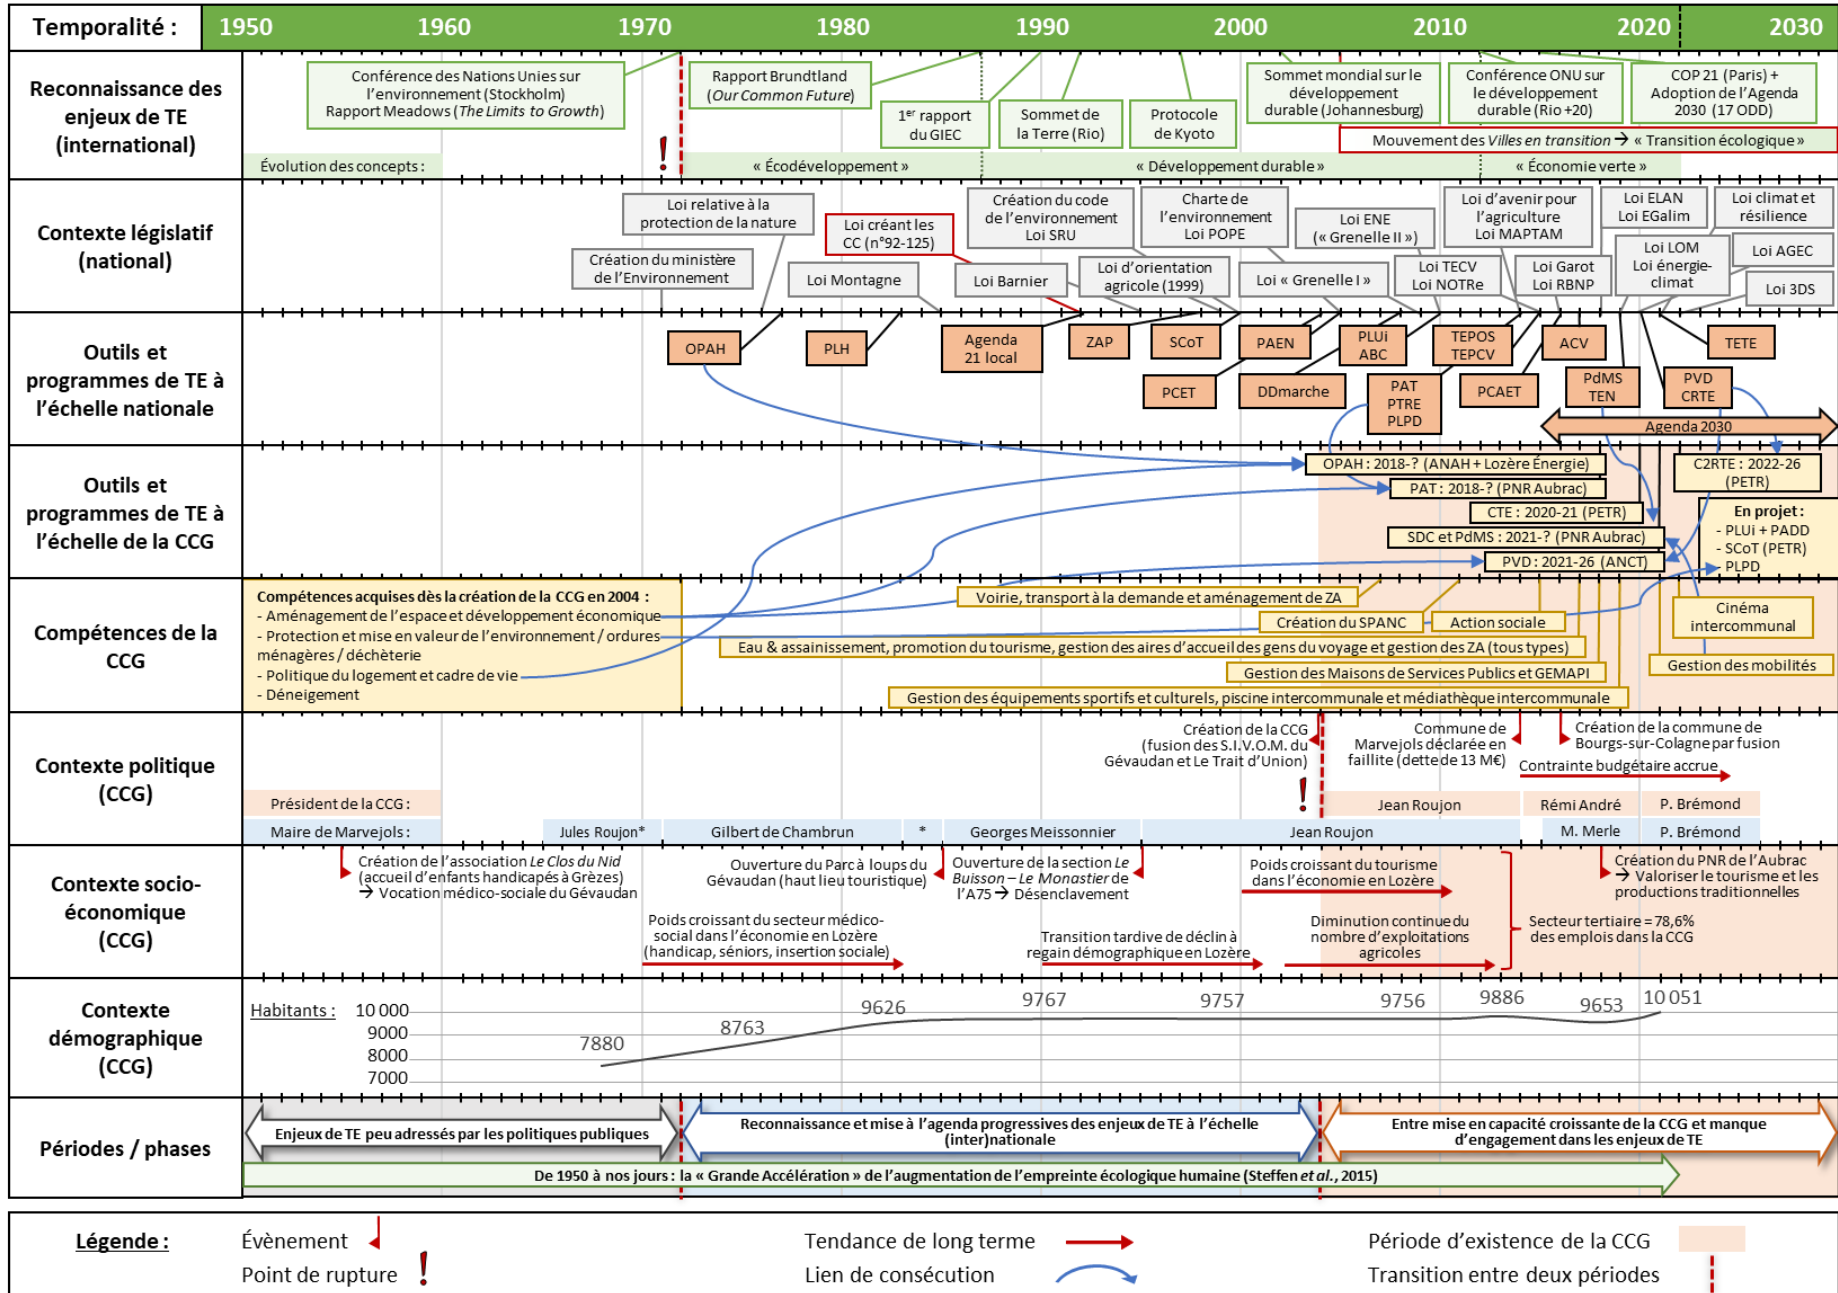 Temporalité :
1950
1960
1970
1980
1990
2000
2010
2020
2030
Reconnaissance des
enjeux de TE
(international)
Conférence des Nations Unies sur
l'environnement (Stockholm)
Rapport Meadows (The Limits to Growth)
Rapport Brundtland
(Our Common Future)
1er rapport
du GIEC
Sommet de
la Terre (Rio)
Protocole
de Kyoto
Sommet mondial sur le
développement
durable (Johannesburg)
Conférence ONU sur
le développement
durable (Rio +20)
COP 21 (Paris) +
Adoption de l'Agenda
2030 (17 ODD)
Mouvement des Villes en transition → « Transition écologique »
!
Évolution des concepts :
« Écodéveloppement »
« Développement durable »
« Économie verte »
Contexte législatif
(national)
Création du ministère
de l'Environnement
Loi relative à la
protection de la nature
Loi Montagne
Loi créant les
CC (n°92-125)
Loi Barnier
Création du code
de l'environnement
Loi SRU
Loi d'orientation
agricole (1999)
Charte de
l'environnement
Loi POPE
Loi « Grenelle I »
Loi ENE
(« Grenelle II »)
Loi TECV
Loi NOTRe
Loi d'avenir pour
l'agriculture
Loi MAPTAM
Loi Garot
Loi RBNP
Loi ELAN
Loi EGalim
Loi LOM
Loi énergie-
climat
Loi climat et
résilience
Loi AGEC
Loi 3DS
Outils et
programmes de TE à
l'échelle nationale
OPAH
PLH
Agenda
21 local
ZAP
SCoT
PAEN
PLUi
ABC
TEPOS
TEPCV
ACV
TETE
PCET
DDmarche
PAT
PTRE
PLPD
PCAET
PdMS
TEN
PVD
CRTE
Agenda 2030
Outils et
programmes de TE à
l'échelle de la CCG
OPAH : 2018-? (ANAH + Lozère Énergie)
PAT : 2018-? (PNR Aubrac)
CTE : 2020-21 (PETR)
SDC et PdMS : 2021-? (PNR Aubrac)
PVD : 2021-26 (ANCT)
C2RTE : 2022-26
(PETR)
En projet :
- PLUi + PADD
- SCoT (PETR)
- PLPD
Compétences de la
CCG
Compétences acquises dès la création de la CCG en 2004 :
- Aménagement de l'espace et développement économique
- Protection et mise en valeur de l'environnement / ordures
ménagères / déchèterie
- Politique du logement et cadre de vie
- Déneigement
Voirie, transport à la demande et aménagement de ZA
Création du SPANC
Action sociale
Eau & assainissement, promotion du tourisme, gestion des aires d'accueil des gens du voyage et gestion des ZA (tous types)
Gestion des Maisons de Services Publics et GEMAPI
Gestion des équipements sportifs et culturels, piscine intercommunale et médiathèque intercommunale
Cinéma
intercommunal
Gestion des mobilités
Contexte politique
(CCG)
Création de la CCG
(fusion des S.I.V.O.M. du
Gévaudan et Le Trait d'Union)
!
Commune de
Marvejols déclarée en
faillite (dette de 13 M€)
Création de la commune de
Bourgs-sur-Colagne par fusion
Contrainte budgétaire accrue
Président de la CCG :
Jean Roujon
Rémi André
P. Brémond
Maire de Marvejols :
Jules Roujon*
Gilbert de Chambrun
*
Georges Meissonnier
Jean Roujon
M. Merle
P. Brémond
Contexte socio-
économique
(CCG)
Création de l'association Le Clos du Nid
(accueil d'enfants handicapés à Grèzes)
→ Vocation médico-sociale du Gévaudan
Poids croissant du secteur médico-
social dans l'économie en Lozère
(handicap, séniors, insertion sociale)
Ouverture du Parc à loups du
Gévaudan (haut lieu touristique)
Ouverture de la section Le
Buisson – Le Monastier de
l'A75 → Désenclavement
Transition tardive de déclin à
regain démographique en Lozère
Poids croissant du tourisme
dans l'économie en Lozère
Diminution continue du
nombre d'exploitations
agricoles
Secteur tertiaire = 78,6%
des emplois dans la CCG
Création du PNR de l'Aubrac
→ Valoriser le tourisme et les
productions traditionnelles
Contexte
démographique
(CCG)
Habitants :
10 000
9000
8000
7000
7880
8763
9626
9767
9757
9756
9886
9653
10 051
Périodes / phases
Enjeux de TE peu adressés par les politiques publiques
Reconnaissance et mise à l'agenda progressives des enjeux de TE à l'échelle
(inter)nationale
Entre mise en capacité croissante de la CCG et manque
d'engagement dans les enjeux de TE
De 1950 à nos jours : la « Grande Accélération » de l'augmentation de l'empreinte écologique humaine (Steffen et al., 2015)
Légende :
Évènement
Point de rupture !
Tendance de long terme
Lien de consécution
Période d'existence de la CCG
Transition entre deux périodes